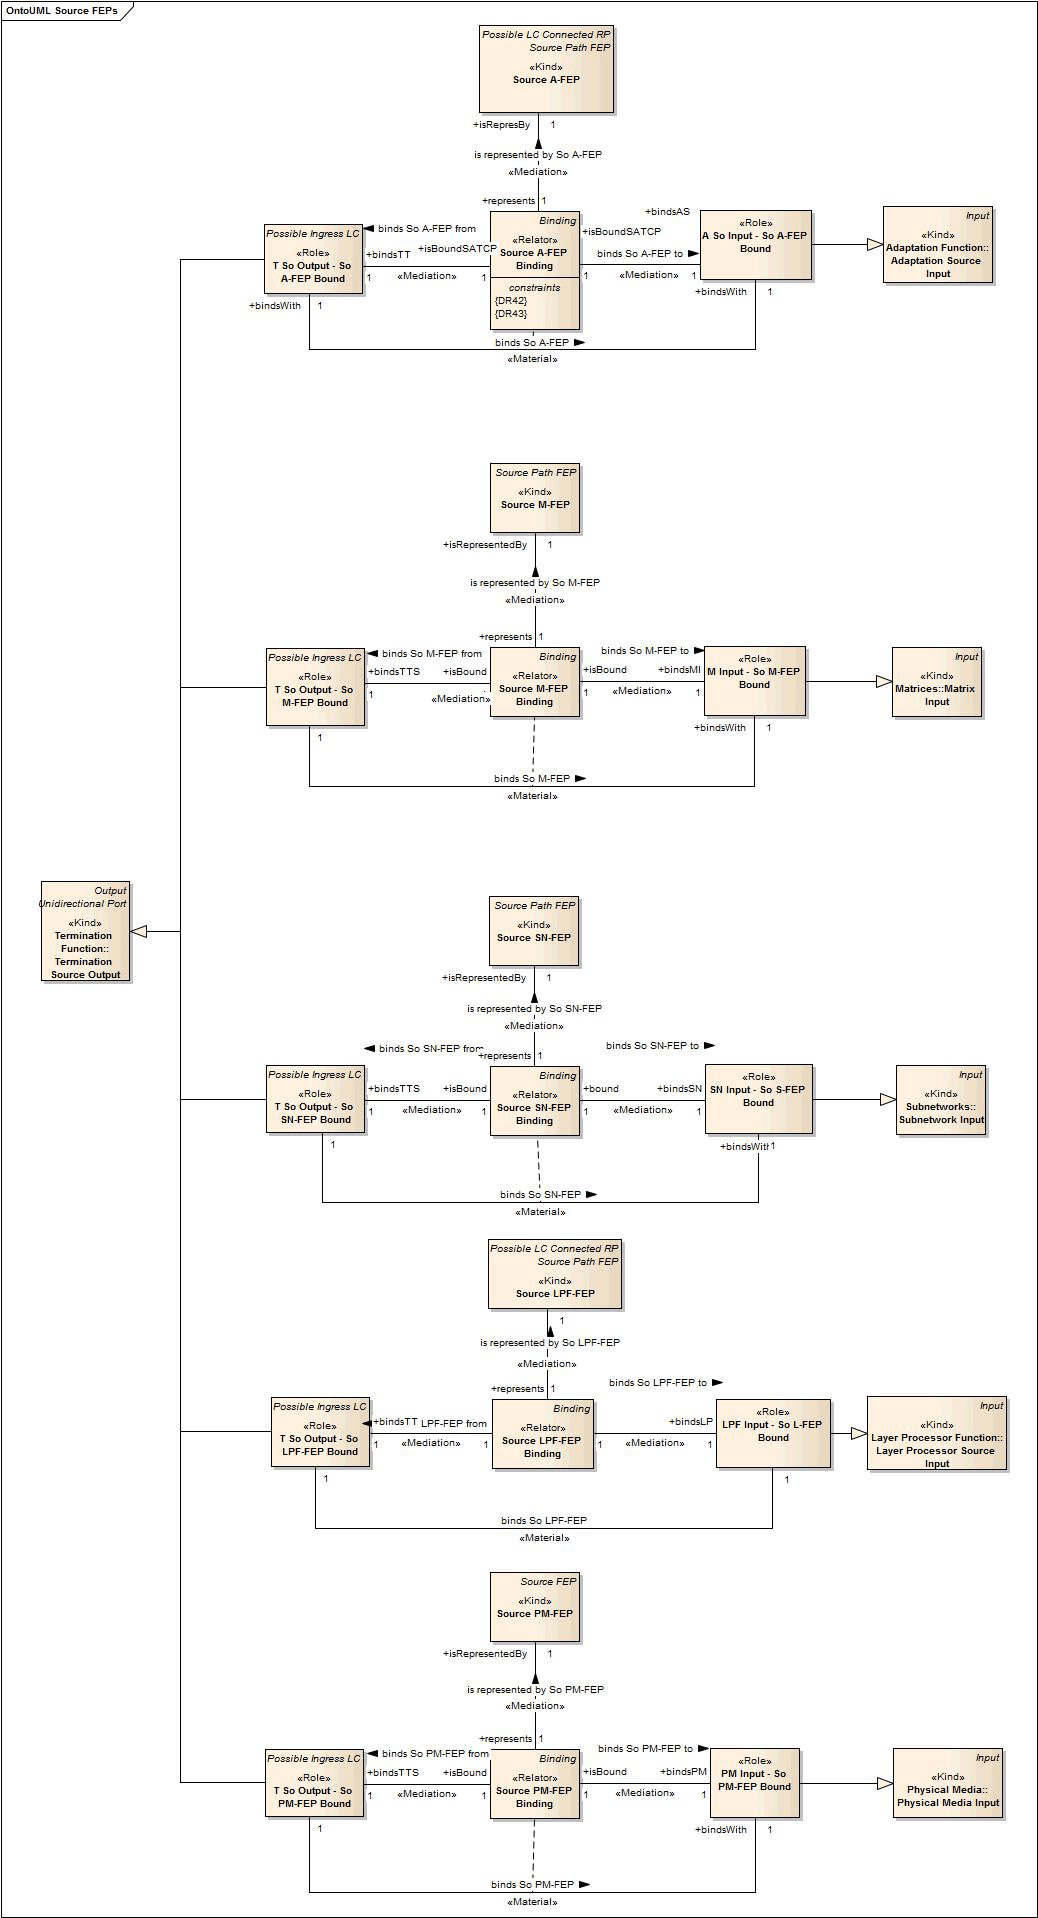 OntoUML Source FEPs
Possible LC Connected RP
Source Path FEP
«Kind»
Source A-FEP
+isRepresBy 1
is represented by So A-FEP
«Mediation»
+represents 1
Possible Ingress LC
«Role»
T So Output - So
A-FEP Bound
binds So A-FEP from
+isBoundSATCP
+bindsTT
«Mediation»
1 1
Binding
«Relator»
Source A-FEP
Binding
constraints
{DR42}
{DR43}
+bindsAS
+isBoundSATCP
binds So A-FEP to
«Mediation»
1 1
«Role»
A So Input - So A-FEP
Bound
Input
«Kind»
Adaptation Function::
Adaptation Source
Input
+bindsWith 1
+bindsWith 1
binds So A-FEP
«Material»
Source Path FEP
«Kind»
Source M-FEP
+isRepresentedBy 1
is represented by So M-FEP
«Mediation»
+represents 1
Possible Ingress LC
«Role»
T So Output - So
M-FEP Bound
binds So M-FEP from
+bindsTTS +isBound
1 «Mediation» 1
Binding
«Relator»
Source M-FEP
Binding
binds So M-FEP to
+isBound +bindsMI
1 «Mediation» 1
«Role»
M Input - So M-FEP
Bound
Input
«Kind»
Matrices::Matrix
Input
1
+bindsWith 1
binds So M-FEP
«Material»
Output
Unidirectional Port
«Kind»
Termination
Function::
Termination
Source Output
Source Path FEP
«Kind»
Source SN-FEP
+isRepresentedBy 1
is represented by So SN-FEP
«Mediation»
+represents 1
binds So SN-FEP from
Possible Ingress LC
«Role»
T So Output - So
SN-FEP Bound
+bindsTTS +isBound
1 «Mediation» 1
Binding
«Relator»
Source SN-FEP
Binding
binds So SN-FEP to
+bound +bindsSN
1 «Mediation» 1
«Role»
SN Input - So S-FEP
Bound
Input
«Kind»
Subnetworks::
Subnetwork Input
1
+bindsWith 1
binds So SN-FEP
«Material»
Possible LC Connected RP
Source Path FEP
«Kind»
Source LPF-FEP
1
is represented by So LPF-FEP
«Mediation»
+represents 1
Possible Ingress LC
«Role»
T So Output - So
LPF-FEP Bound
+bindsTT LPF-FEP from
1 «Mediation» 1
Binding
«Relator»
Source LPF-FEP
Binding
binds So LPF-FEP to
+bindsLP
1 «Mediation» 1
«Role»
LPF Input - So L-FEP
Bound
Input
«Kind»
Layer Processor Function::
Layer Processor Source
Input
1
1
binds So LPF-FEP
«Material»
Source FEP
«Kind»
Source PM-FEP
+isRepresentedBy 1
is represented by So PM-FEP
«Mediation»
+represents 1
Possible Ingress LC
«Role»
T So Output - So
PM-FEP Bound
binds So PM-FEP from
+bindsTTS +isBound
1 «Mediation» 1
Binding
«Relator»
Source PM-FEP
Binding
binds So PM-FEP to
+isBound +bindsPM
1 «Mediation» 1
«Role»
PM Input - So
PM-FEP Bound
Input
«Kind»
Physical Media::
Physical Media Input
1
+bindsWith 1
binds So PM-FEP
«Material»